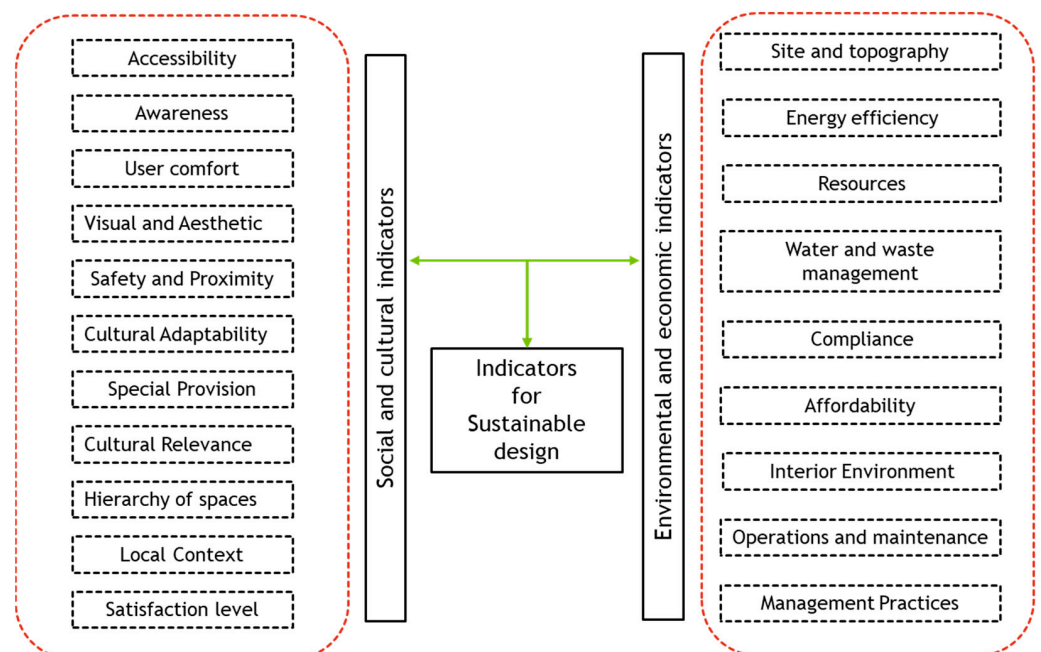 Accessibility
Awareness
User comfort
Visual and Aesthetic
Safety and Proximity
Cultural Adaptability
Special Provision
Cultural Relevance
Hierarchy of spaces
Local Context
Satisfaction level
Social and cultural indicators
Indicators
for
Sustainable
design
Environmental and economic indicators
Site and topography
Energy efficiency
Resources
Water and waste
management
Compliance
Affordability
Interior Environment
Operations and maintenance
Management Practices